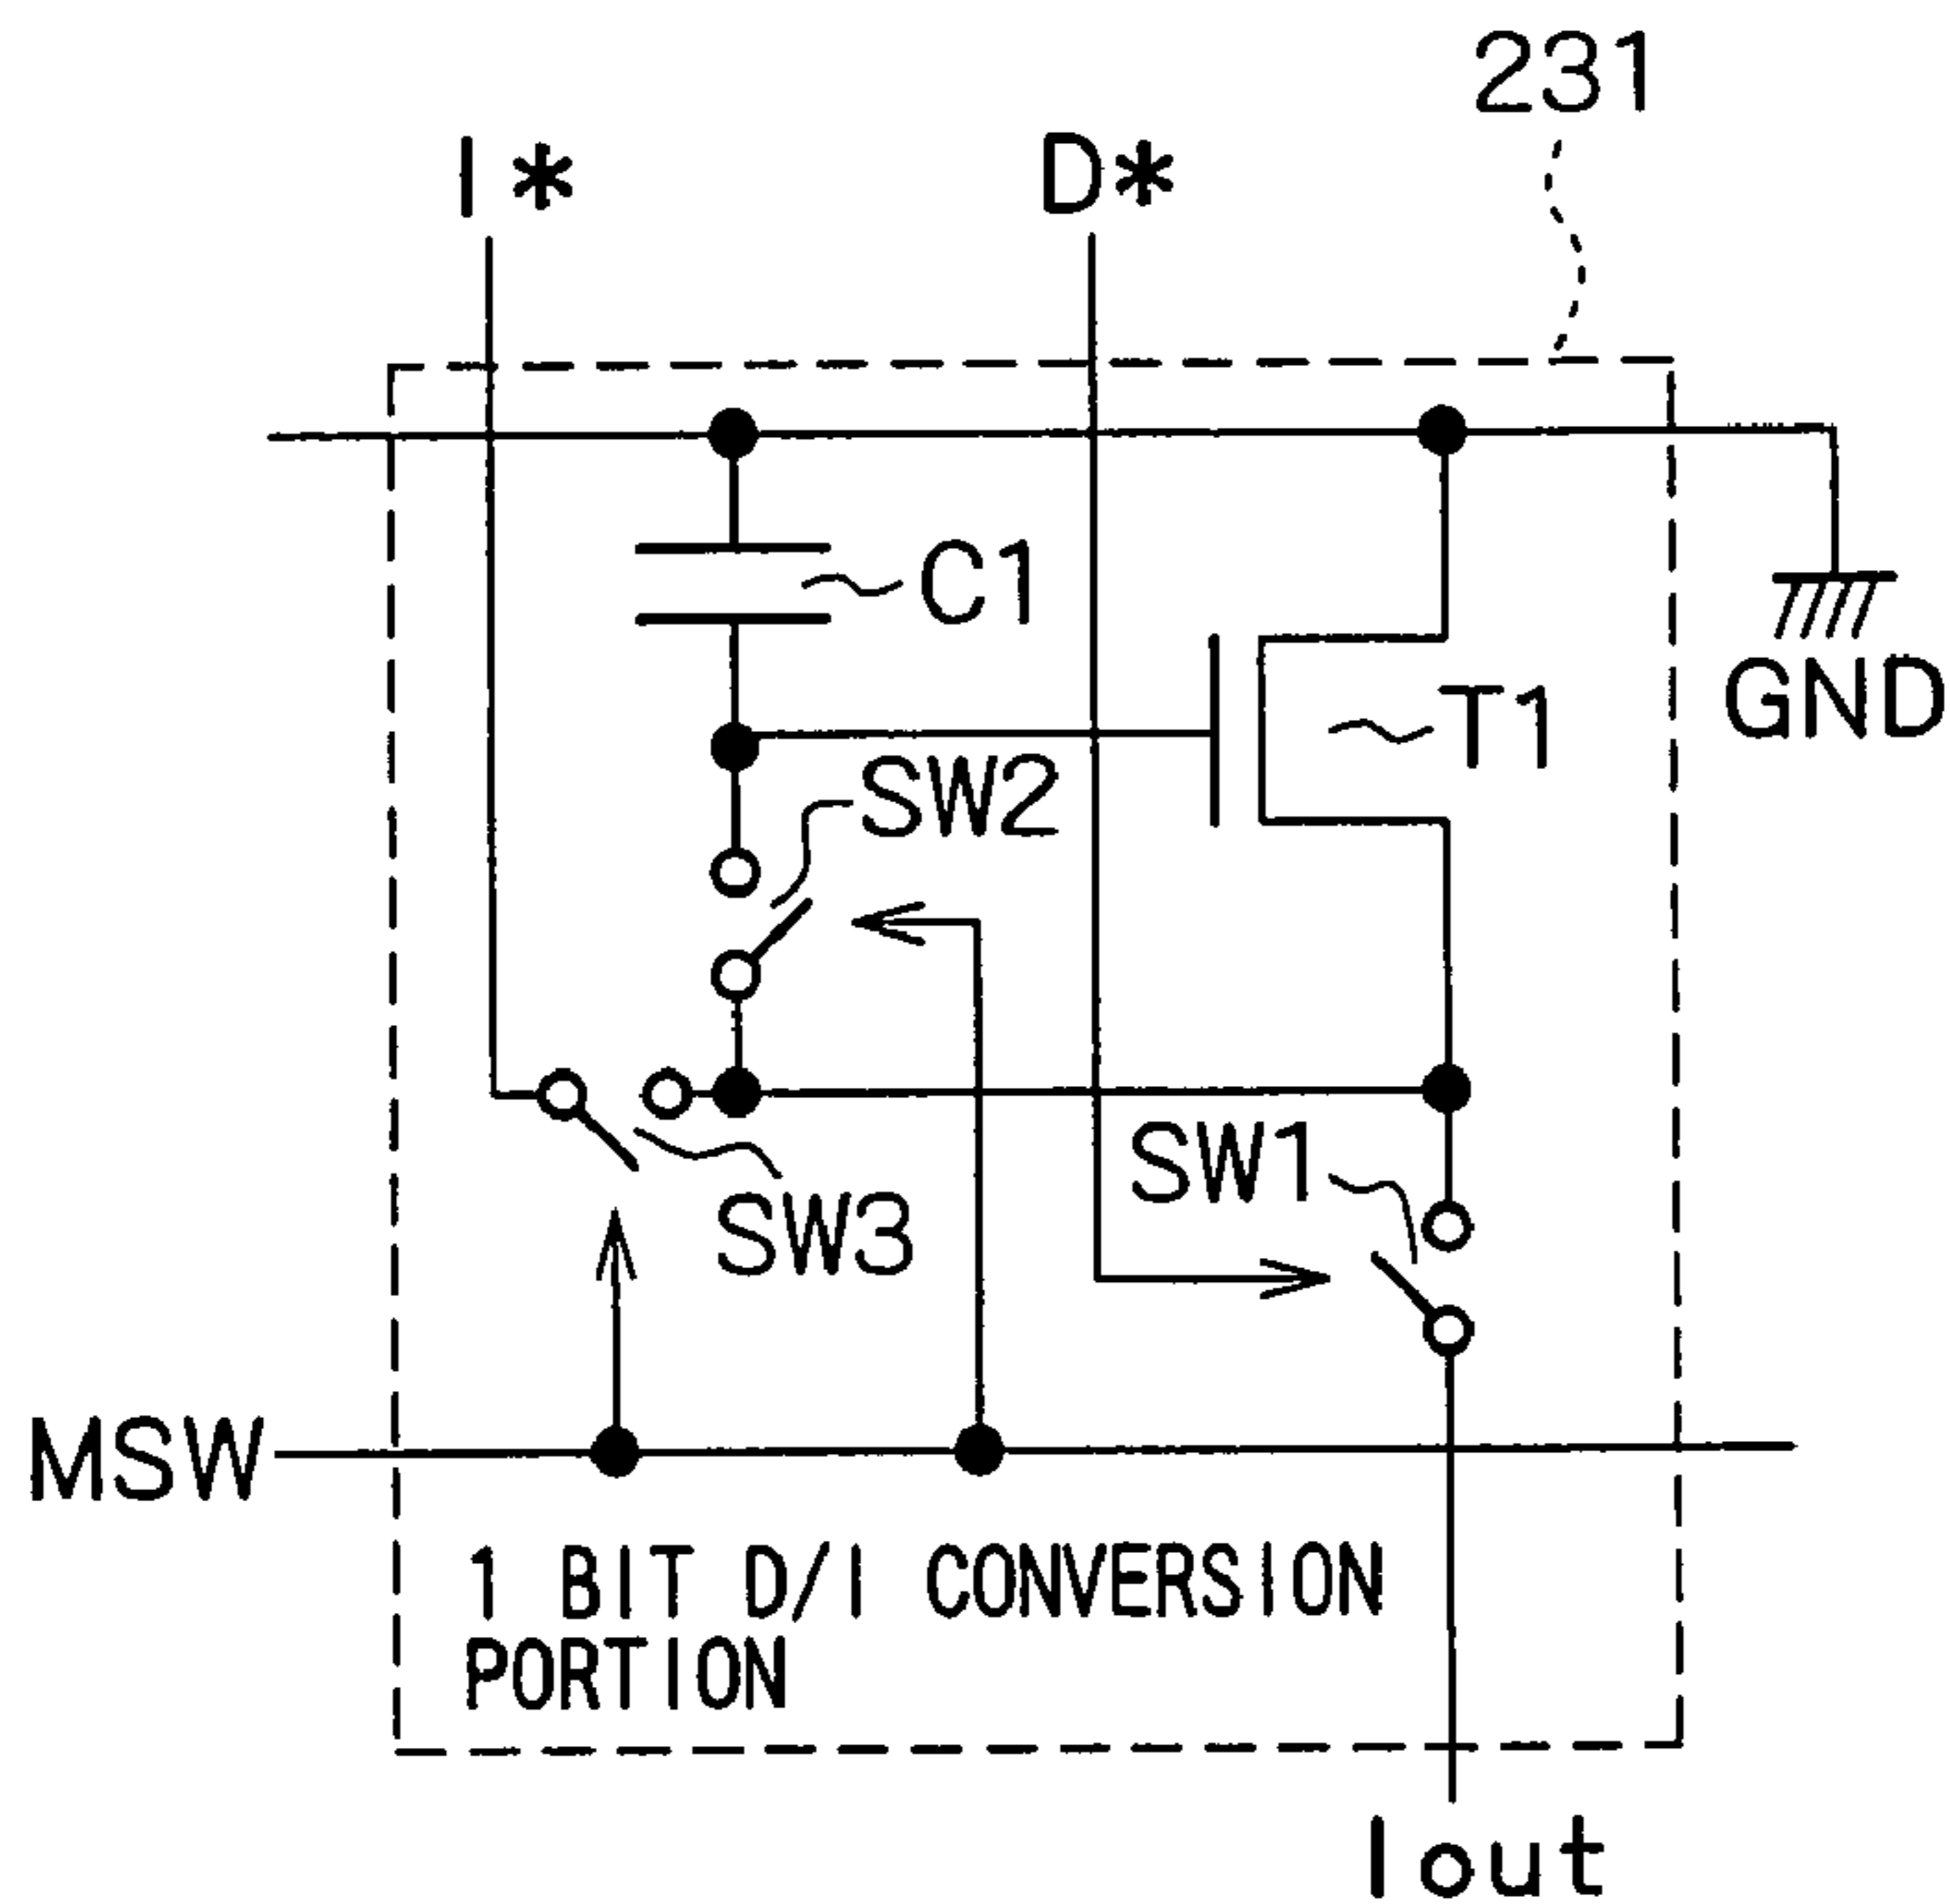 231
I*
D*
C1
T1
GND
SW2
SW1
SW3
MSW
1 BIT D/I CONVERSION
PORTION
Iout